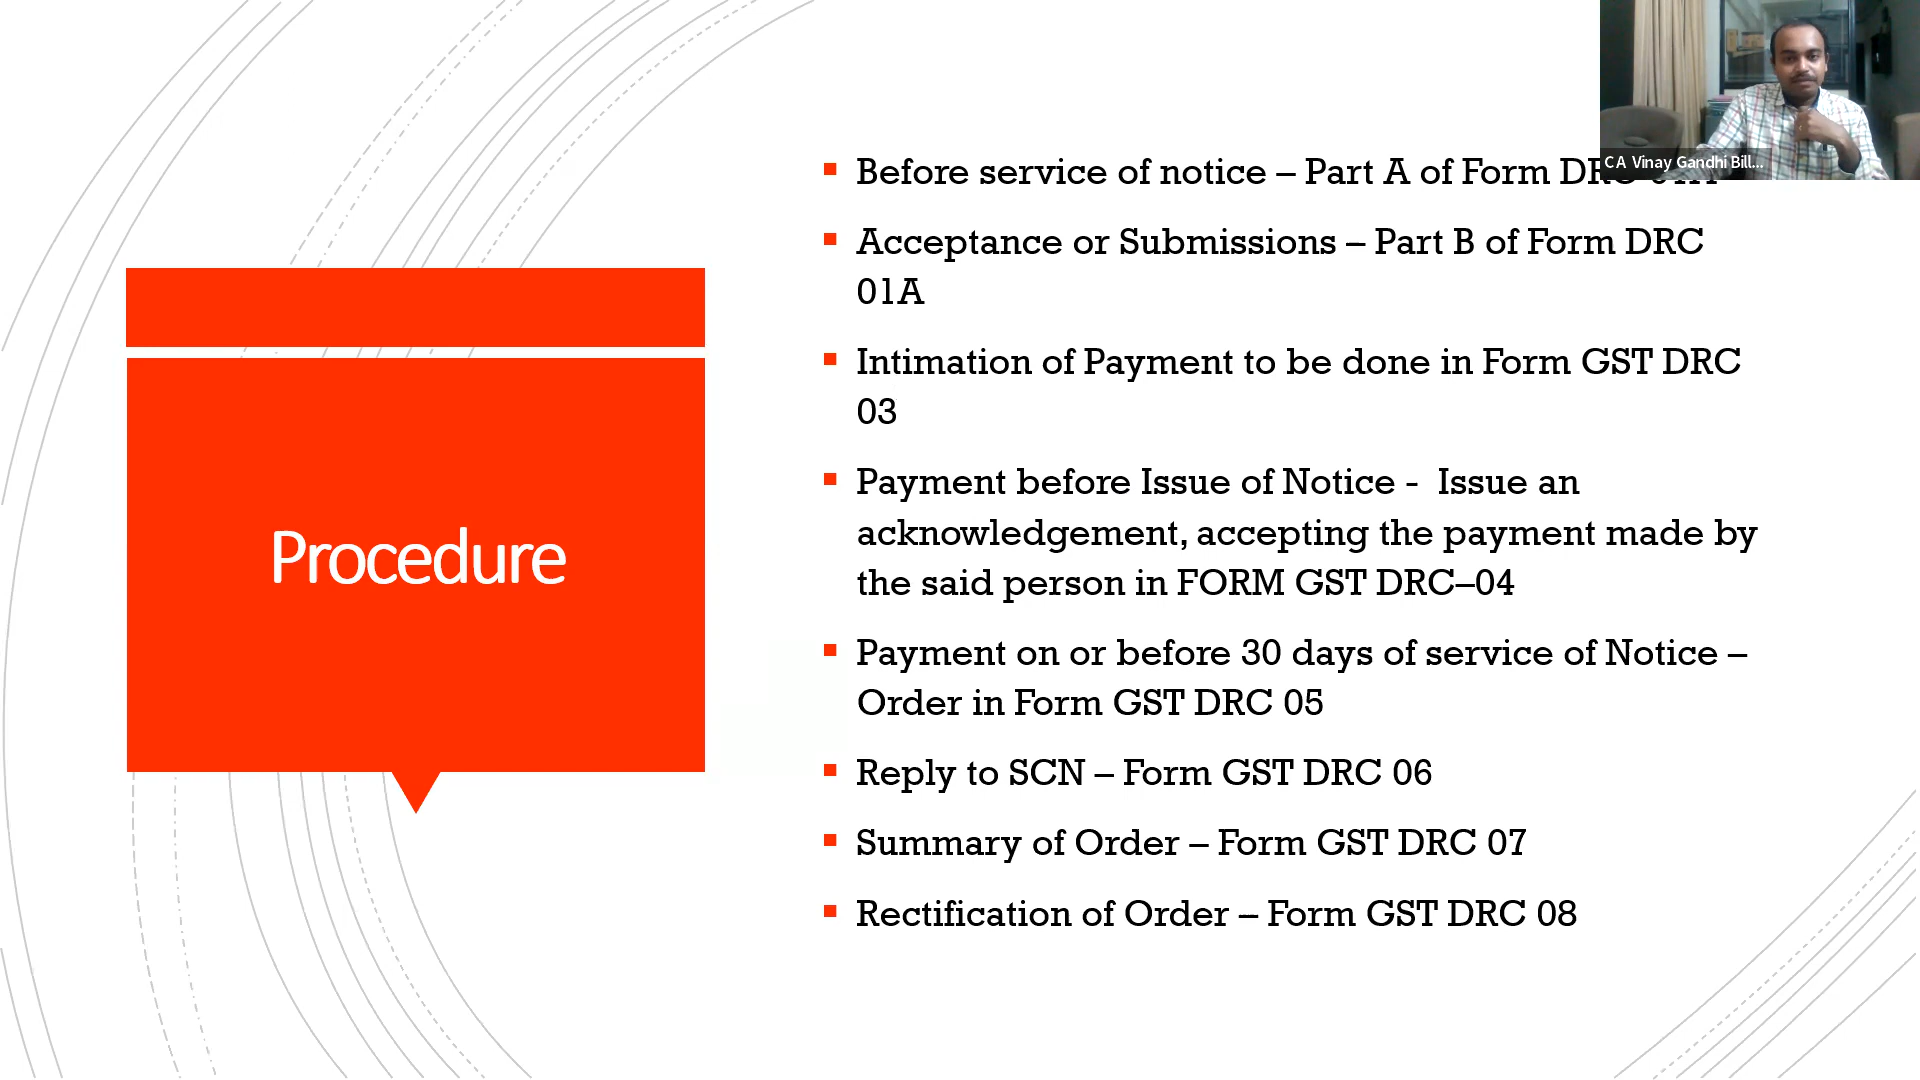 Procedure
Before service of notice – Part A of Form DRC 01A
Acceptance or Submissions – Part B of Form DRC
01A
Intimation of Payment to be done in Form GST DRC
03
Payment before Issue of Notice -  Issue an
acknowledgement, accepting the payment made by
the said person in FORM GST DRC–04
Payment on or before 30 days of service of Notice –
Order in Form GST DRC 05
Reply to SCN – Form GST DRC 06
Summary of Order – Form GST DRC 07
Rectification of Order – Form GST DRC 08
CA Vinay Gandhi Bill...